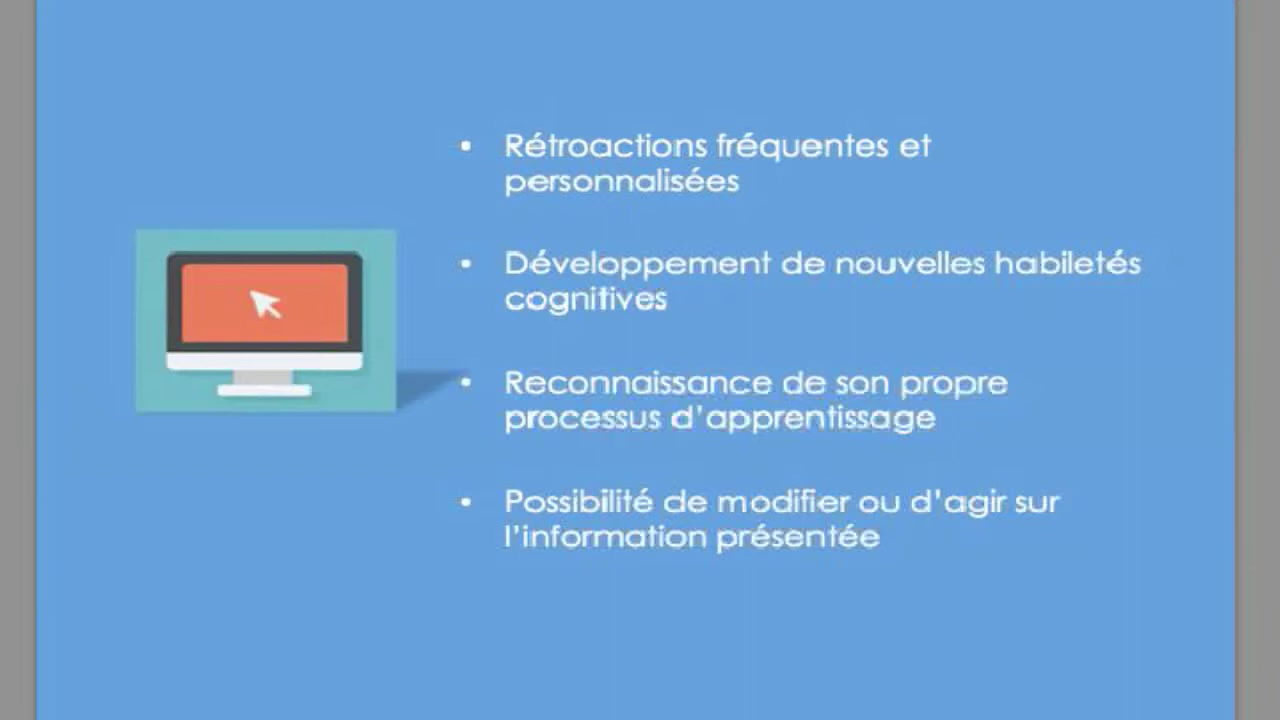 • Rétroactions fréquentes et
personnalisées
• Développement de nouvelles habiletés
cognitives
• Reconnaissance de son propre
processus d'apprentissage
• Possibilité de modifier ou d'agir sur
l'information présentée